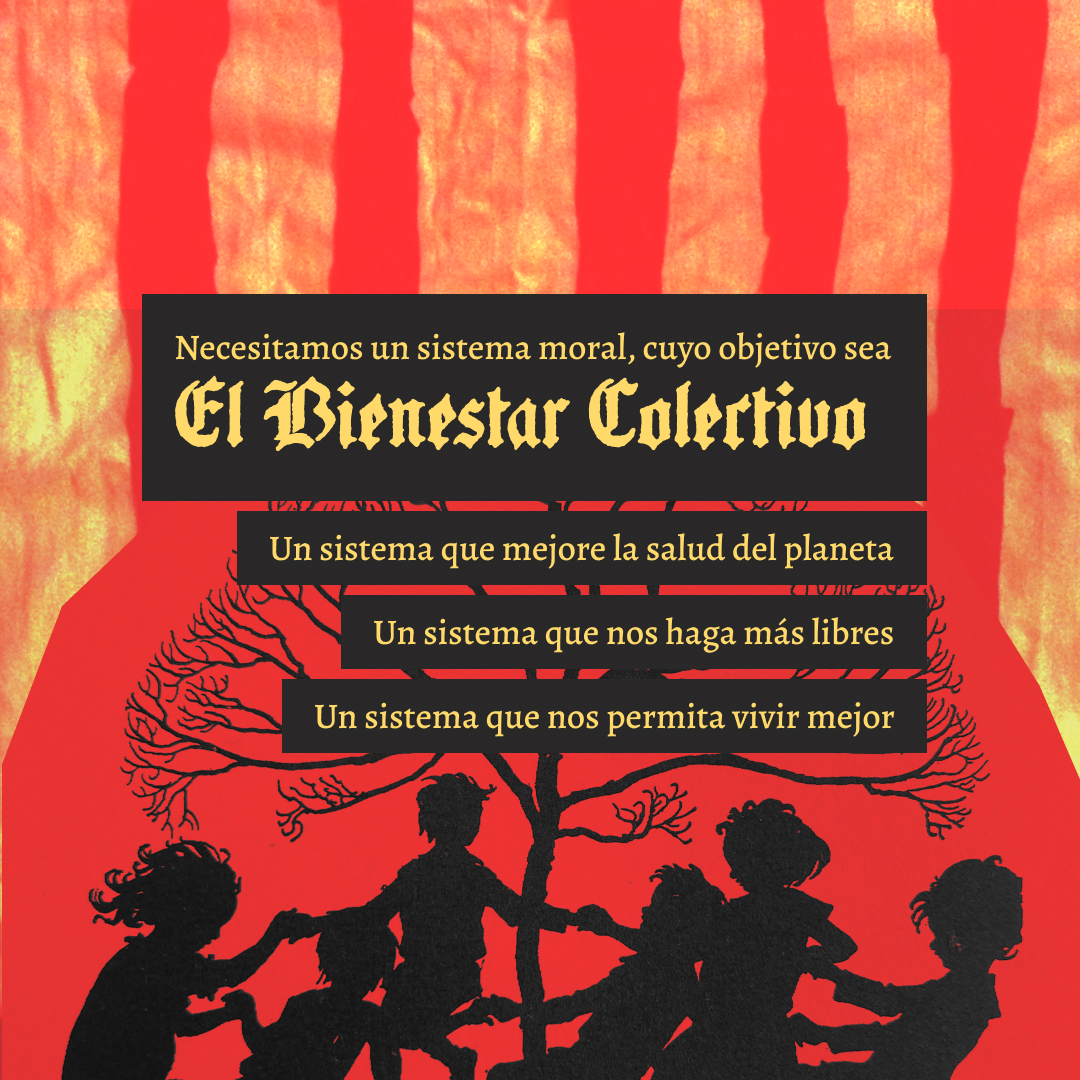 Necesitamos un sistema moral, cuyo objetivo sea
El Bienestar Colectivo
Un sistema que mejore la salud del planeta
Un sistema que nos haga más libres
Un sistema que nos permita vivir mejor